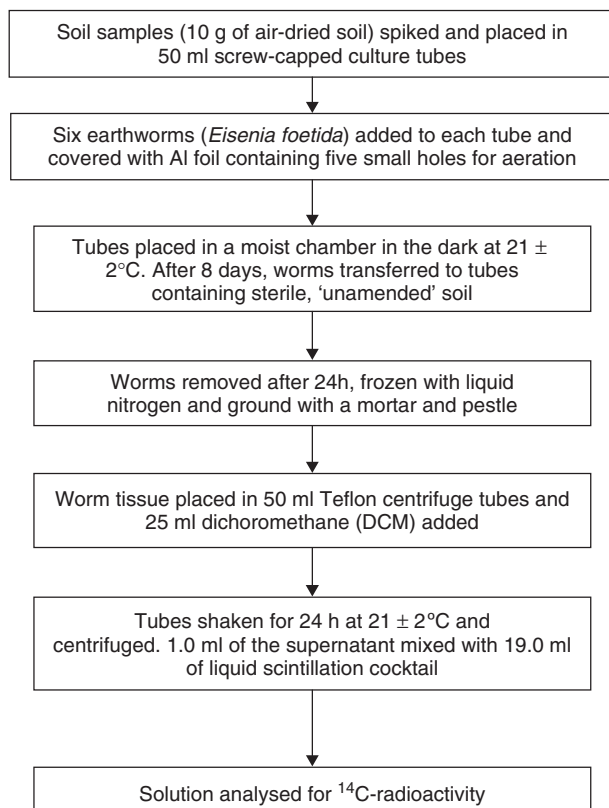 Soil samples (10 g of air-dried soil) spiked and placed in
50 ml screw-capped culture tubes
Six earthworms (Eisenia foetida) added to each tube and
covered with Al foil containing five small holes for aeration
Tubes placed in a moist chamber in the dark at 21 ±
2°C. After 8 days, worms transferred to tubes
containing sterile, ‘unamended’ soil
Worms removed after 24h, frozen with liquid
nitrogen and ground with a mortar and pestle
Worm tissue placed in 50 ml Teflon centrifuge tubes and
25 ml dichoromethane (DCM) added
Tubes shaken for 24 h at 21 ± 2°C and
centrifuged. 1.0 ml of the supernatant mixed with 19.0 ml
of liquid scintillation cocktail
Solution analysed for ¹⁴C-radioactivity